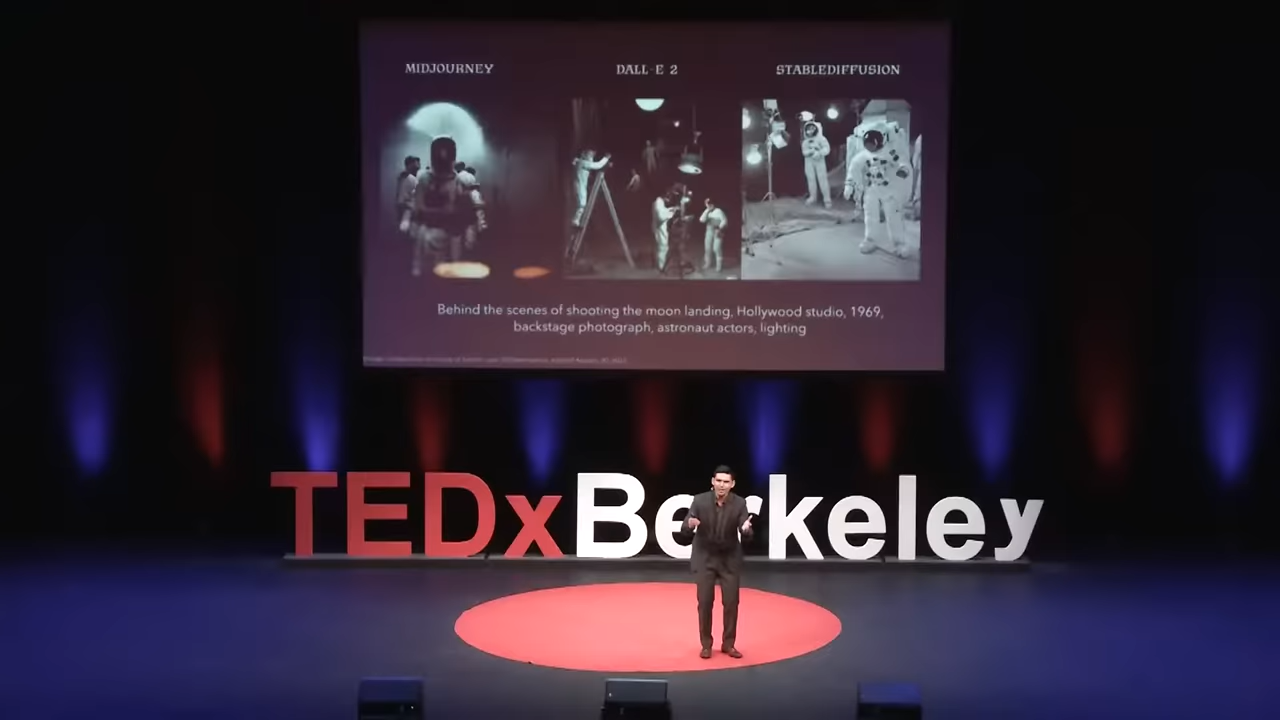 MIDJOURNEY
DALL-E 2
STABLEDIFFUSION
Behind the scenes of shooting the moon landing, Hollywood studio, 1969,
backstage photograph, astronaut actors, lighting
TEDxBerkeley